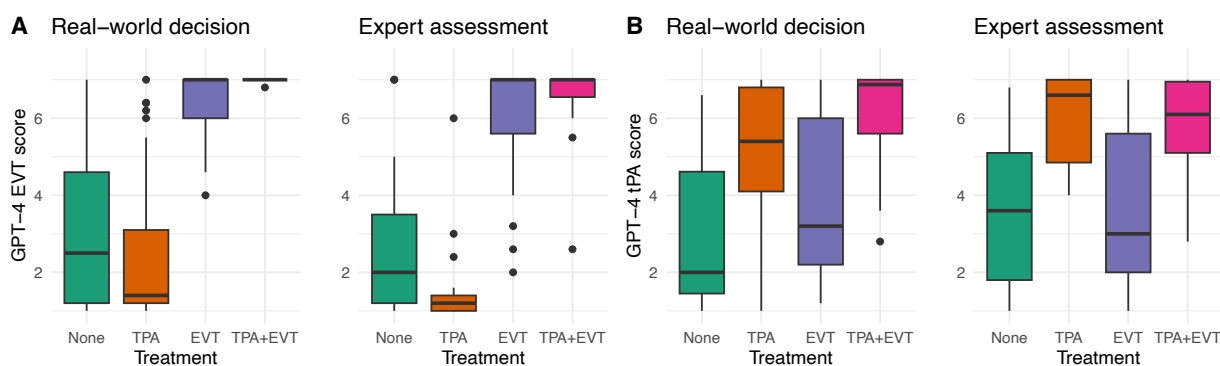 A Real−world decision Expert assessment B Real−world decision Expert assessment
GPT−4 EVT score
6
4
2
None TPA EVT TPA+EVT
Treatment
6
4
2
None TPA EVT TPA+EVT
Treatment
GPT−4 tPA score
6
4
2
None TPA EVT TPA+EVT
Treatment
6
4
2
None TPA EVT TPA+EVT
Treatment